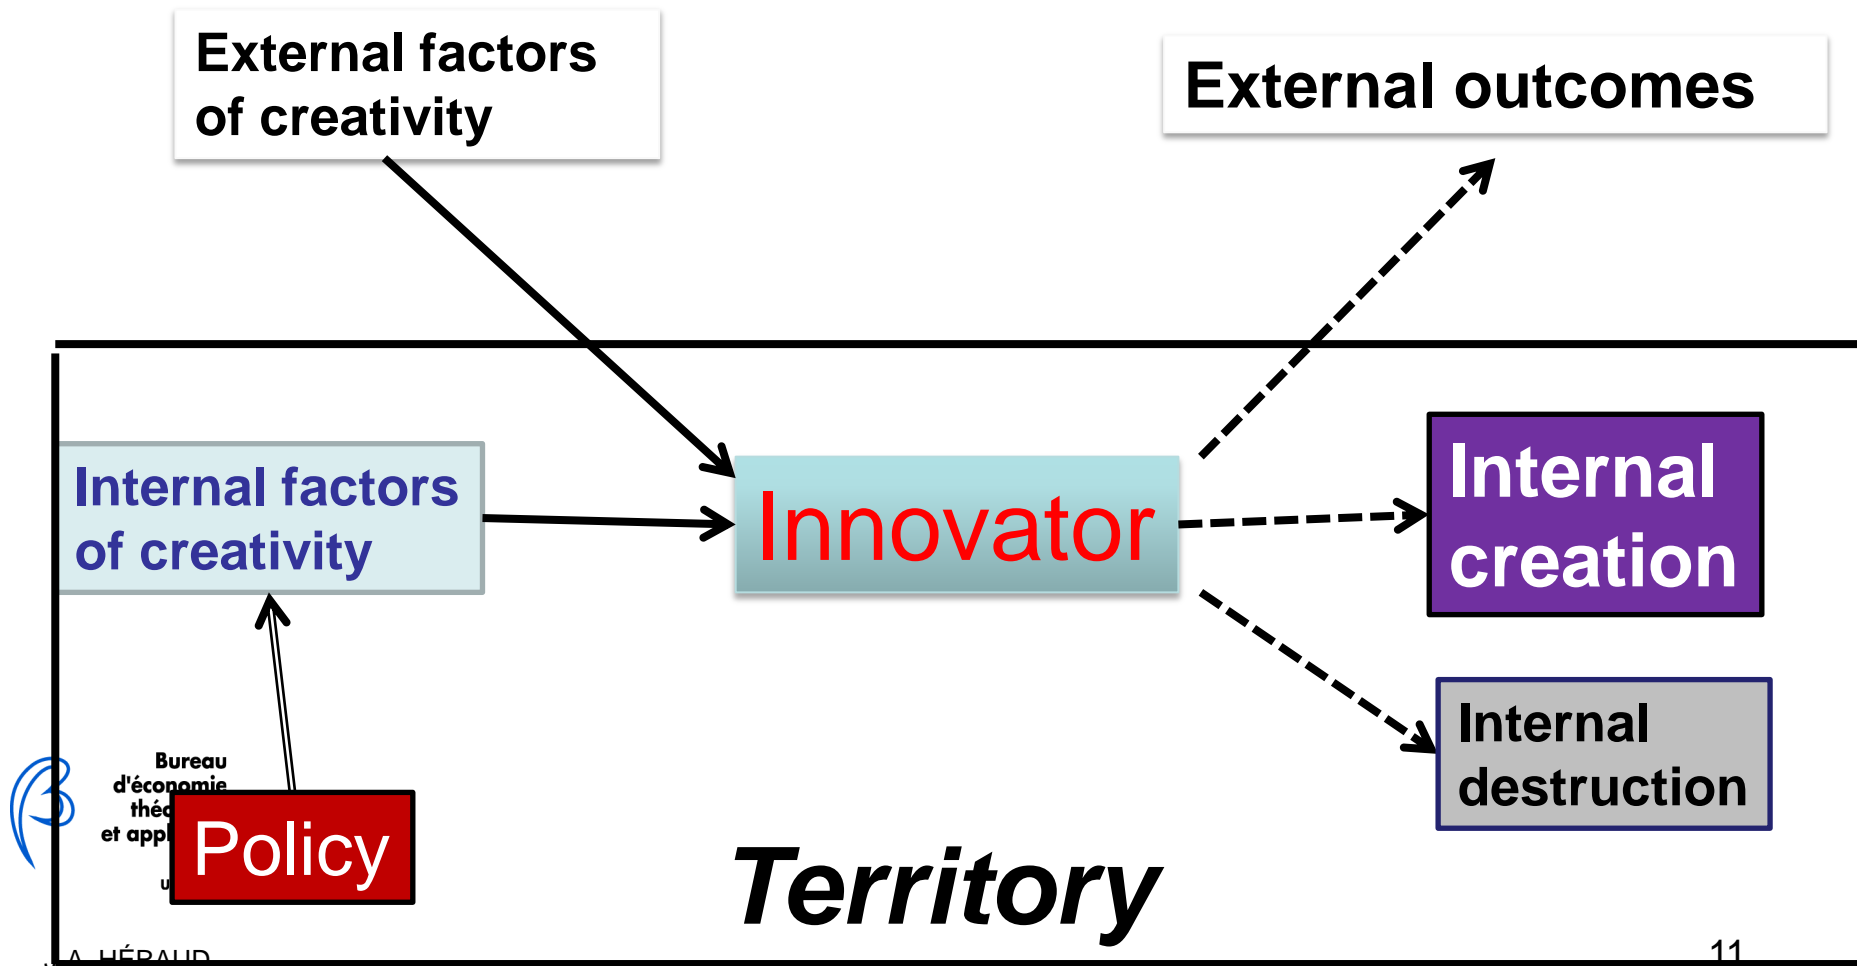 External factors
of creativity
External outcomes
Internal factors
of creativity
Innovator
Internal
creation
Internal
destruction
Bureau
d'économie
Policy
Territory
A. HÉRAUD
11